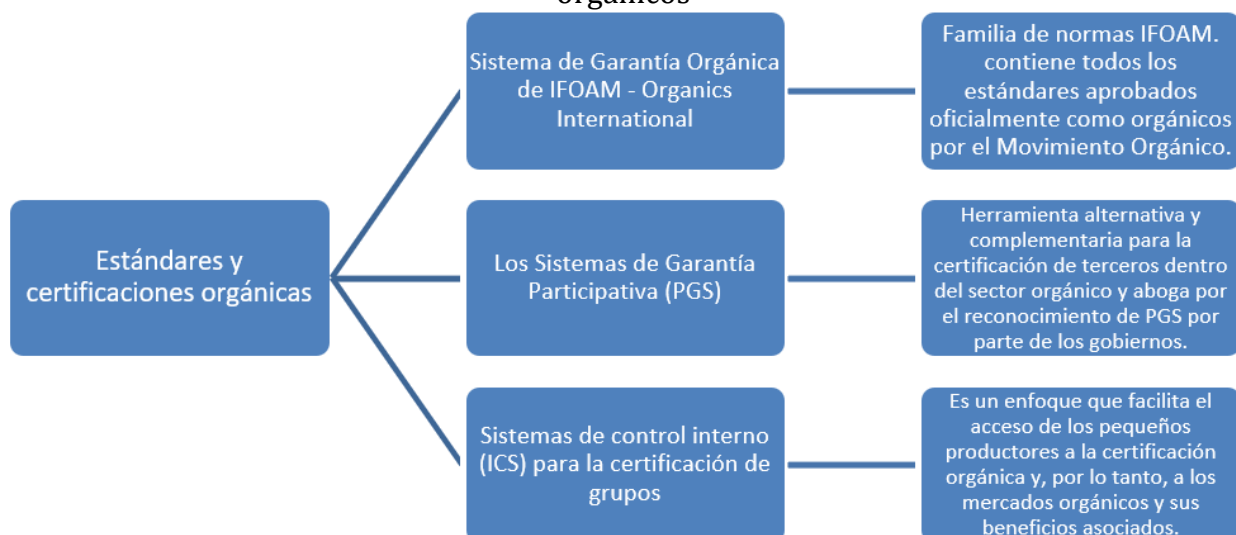 orgánicos
Estándares y
certificaciones orgánicas
Sistema de Garantía Orgánica
de IFOAM - Organics
International
Familia de normas IFOAM.
contiene todos los
estándares aprobados
oficialmente como orgánicos
por el Movimiento Orgánico.
Los Sistemas de Garantía
Participativa (PGS)
Herramienta alternativa y
complementaria para la
certificación de terceros dentro
del sector orgánico y aboga por
el reconocimiento de PGS por
parte de los gobiernos.
Sistemas de control interno
(ICS) para la certificación de
grupos
Es un enfoque que facilita el
acceso de los pequeños
productores a la certificación
orgánica y, por lo tanto, a los
mercados orgánicos y sus
beneficios asociados.